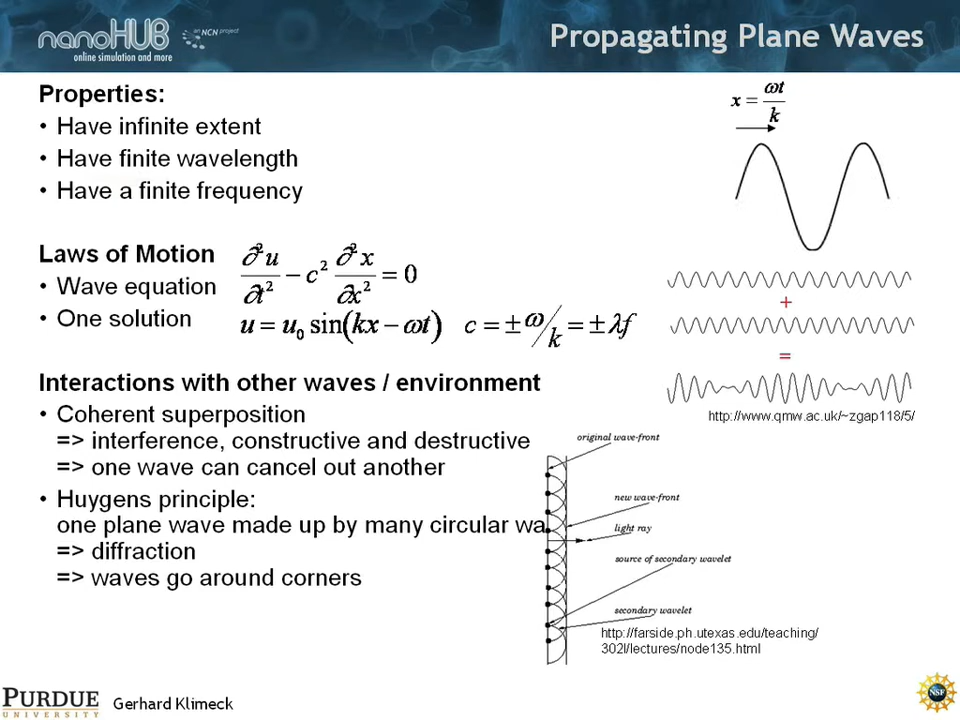 nanoHUB
an NCN project
online simulation and more
Propagating Plane Waves
Properties:
• Have infinite extent
• Have finite wavelength
• Have a finite frequency
x = ωt/k
Laws of Motion
• Wave equation
∂²u/∂t² − c² ∂²x/∂x² = 0
• One solution
u = u₀ sin(kx − ωt) c = ±ω/k = ±λf
+
=
http://www.qmw.ac.uk/~zgap118/5/
Interactions with other waves / environment
• Coherent superposition
=> interference, constructive and destructive
=> one wave can cancel out another
• Huygens principle:
one plane wave made up by many circular wa
=> diffraction
=> waves go around corners
original wave-front
new wave-front
light ray
source of secondary wavelet
secondary wavelet
http://farside.ph.utexas.edu/teaching/
302l/lectures/node135.html
PURDUE
UNIVERSITY
Gerhard Klimeck
NSF